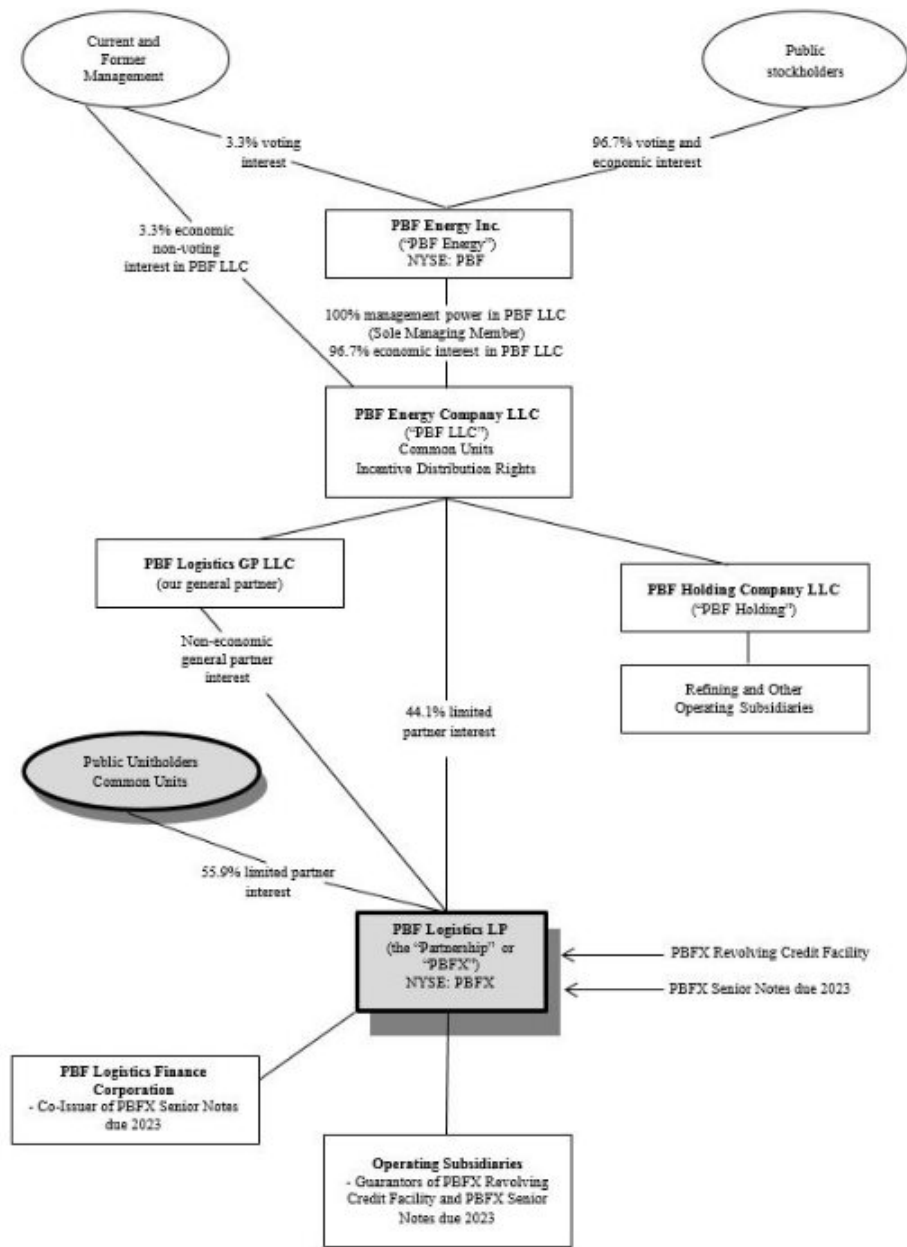 Current and
Former
Management
Public
stockholders
3.3% voting
interest
96.7% voting and
economic interest
3.3% economic
non-voting
interest in PBF LLC
PBF Energy Inc.
(“PBF Energy”)
NYSE: PBF
100% management power in PBF LLC
(Sole Managing Member)
96.7% economic interest in PBF LLC
PBF Energy Company LLC
(“PBF LLC”)
Common Units
Incentive Distribution Rights
PBF Logistics GP LLC
(our general partner)
PBF Holding Company LLC
(“PBF Holding”)
Non-economic
general partner
interest
Refining and Other
Operating Subsidiaries
44.1% limited
partner interest
Public Unitholders
Common Units
55.9% limited partner
interest
PBF Logistics LP
(the “Partnership” or
“PBFX”)
NYSE: PBFX
PBFX Revolving Credit Facility
PBFX Senior Notes due 2023
PBF Logistics Finance
Corporation
- Co-Issuer of PBFX Senior Notes
due 2023
Operating Subsidiaries
- Guarantors of PBFX Revolving
Credit Facility and PBFX Senior
Notes due 2023